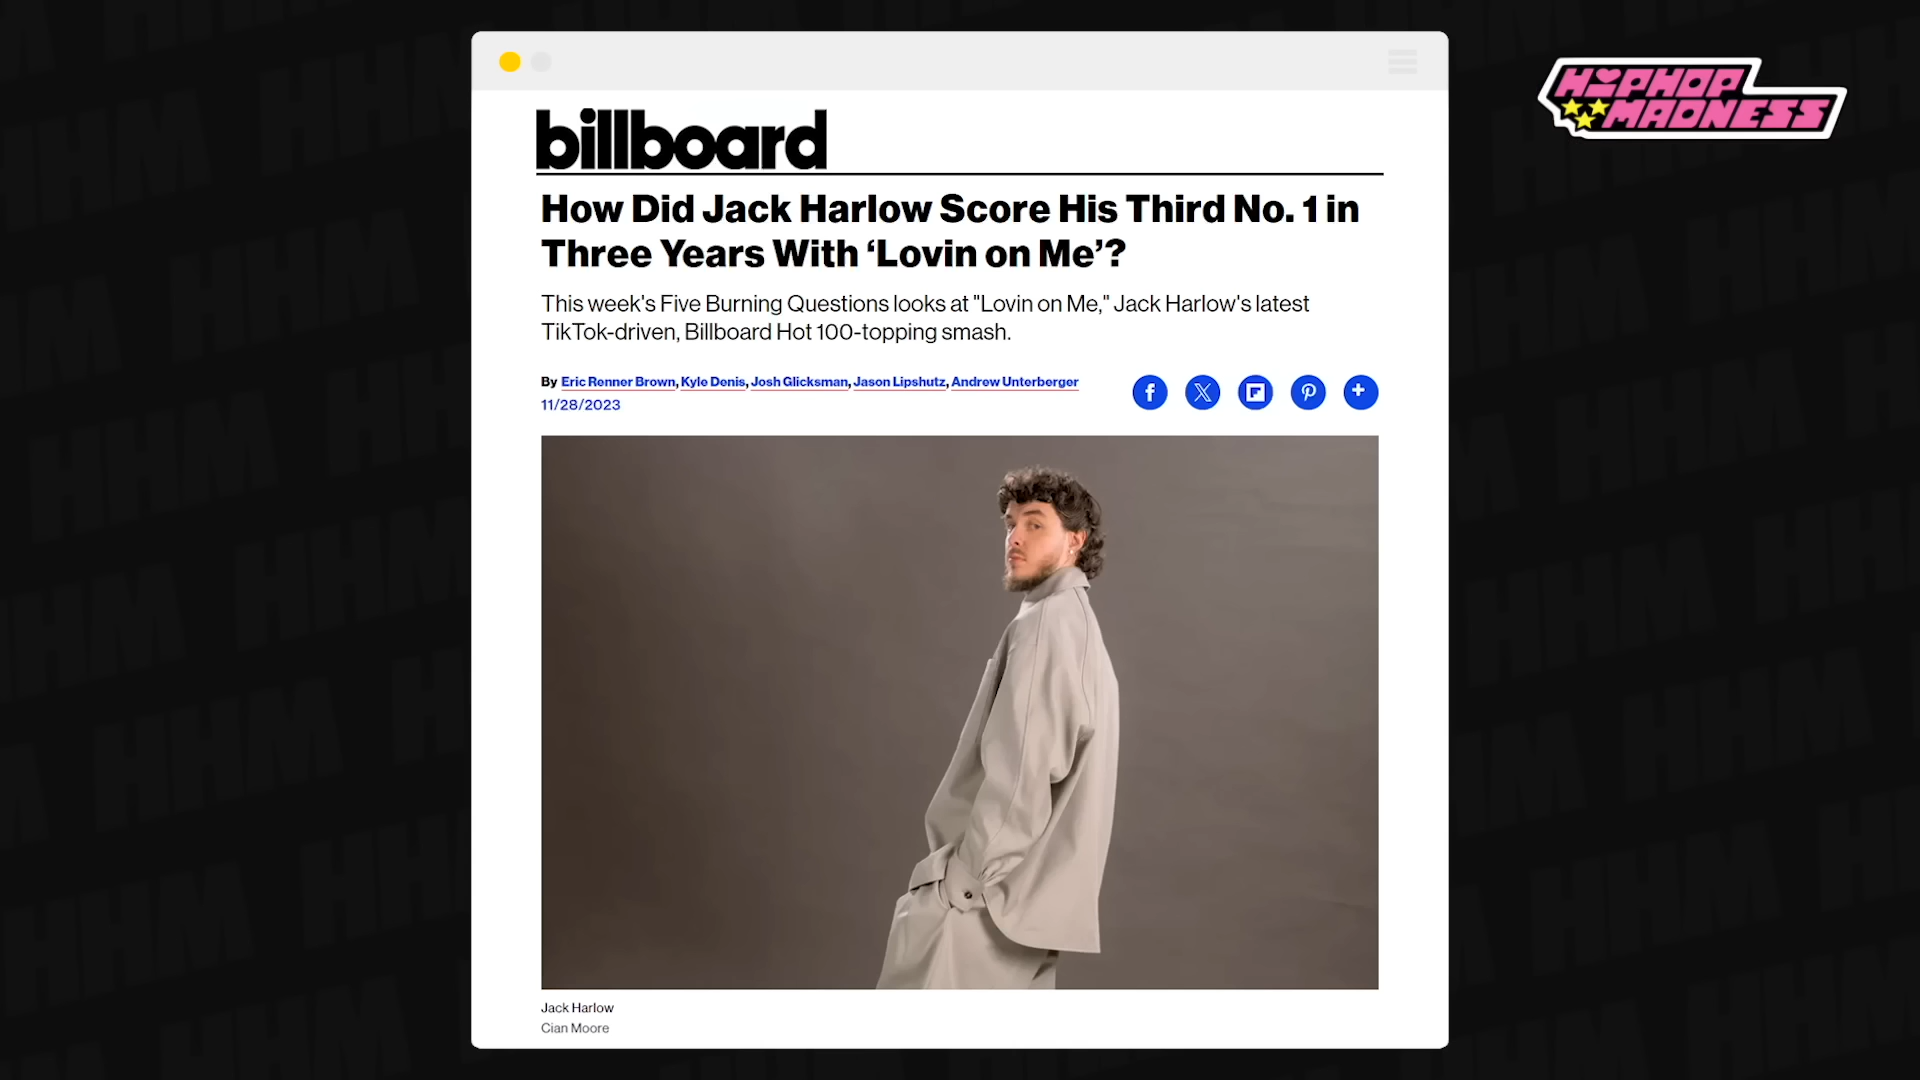 HIPHOP
MADNESS
billboard
How Did Jack Harlow Score His Third No. 1 in
Three Years With ‘Lovin on Me’?
This week's Five Burning Questions looks at "Lovin on Me," Jack Harlow's latest
TikTok-driven, Billboard Hot 100-topping smash.
By Eric Renner Brown, Kyle Denis, Josh Glicksman, Jason Lipshutz, Andrew Unterberger
11/28/2023
Jack Harlow
Cian Moore
HHM